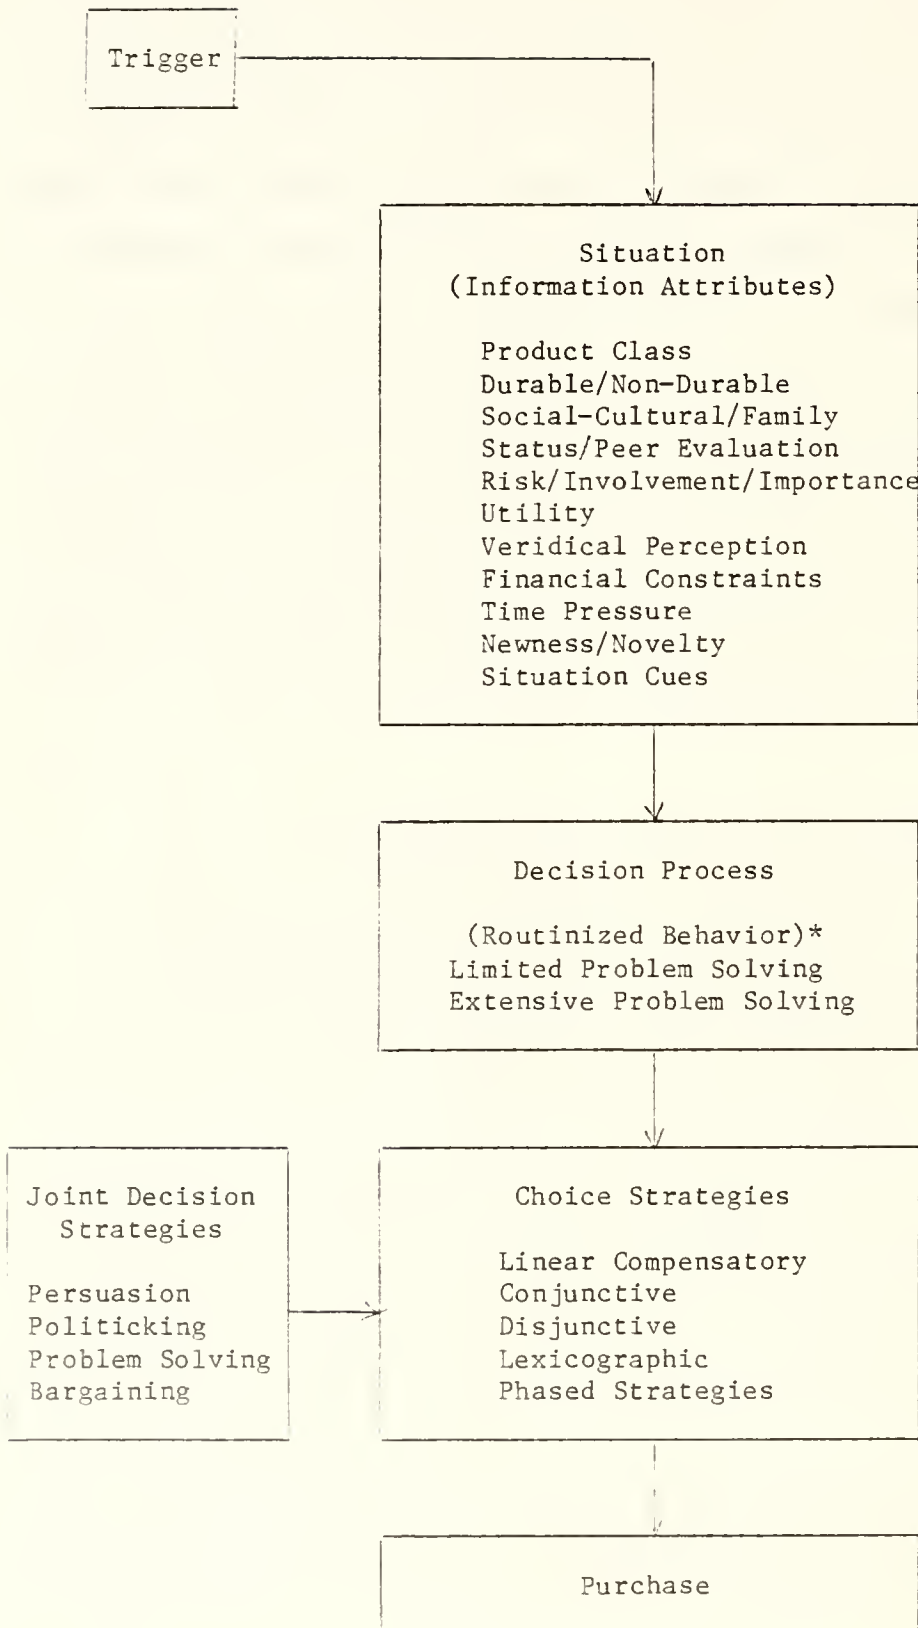 Trigger
Situation
(Information Attributes)
Product Class
Durable/Non-Durable
Social-Cultural/Family
Status/Peer Evaluation
Risk/Involvement/Importance
Utility
Veridical Perception
Financial Constraints
Time Pressure
Newness/Novelty
Situation Cues
Decision Process
(Routinized Behavior)*
Limited Problem Solving
Extensive Problem Solving
Joint Decision
Strategies
Persuasion
Politicking
Problem Solving
Bargaining
Choice Strategies
Linear Compensatory
Conjunctive
Disjunctive
Lexicographic
Phased Strategies
Purchase